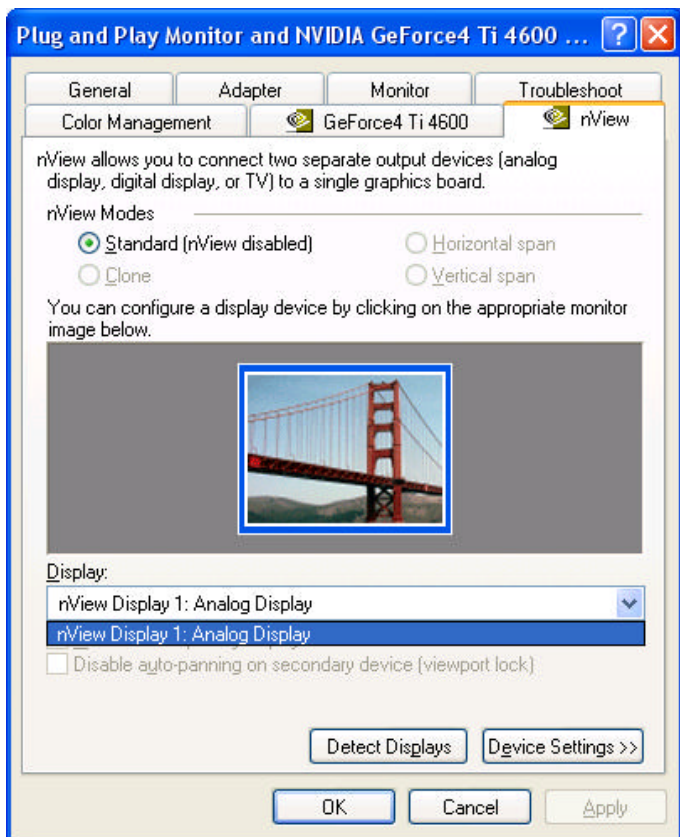 Plug and Play Monitor and NVIDIA GeForce4 Ti 4600 ...
General Adapter Monitor Troubleshoot
Color Management GeForce4 Ti 4600 nView
nView allows you to connect two separate output devices (analog
display, digital display, or TV) to a single graphics board.
nView Modes
Standard (nView disabled) Horizontal span
Clone Vertical span
You can configure a display device by clicking on the appropriate monitor
image below.
Display:
nView Display 1: Analog Display
nView Display 1: Analog Display
Disable auto-panning on secondary device (viewport lock)
Detect Displays Device Settings >>
OK Cancel Apply